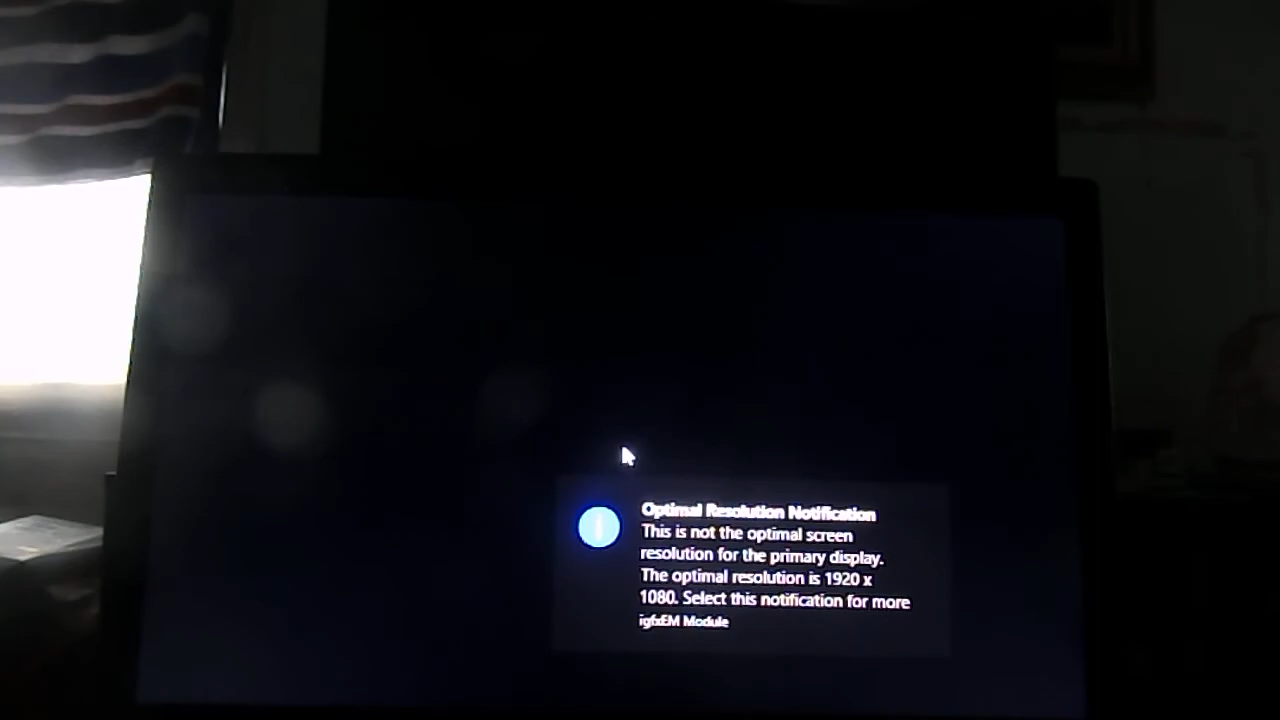 Optimal Resolution Notification
This is not the optimal screen
resolution for the primary display.
The optimal resolution is 1920 x
1080. Select this notification for more
igfxEM Module